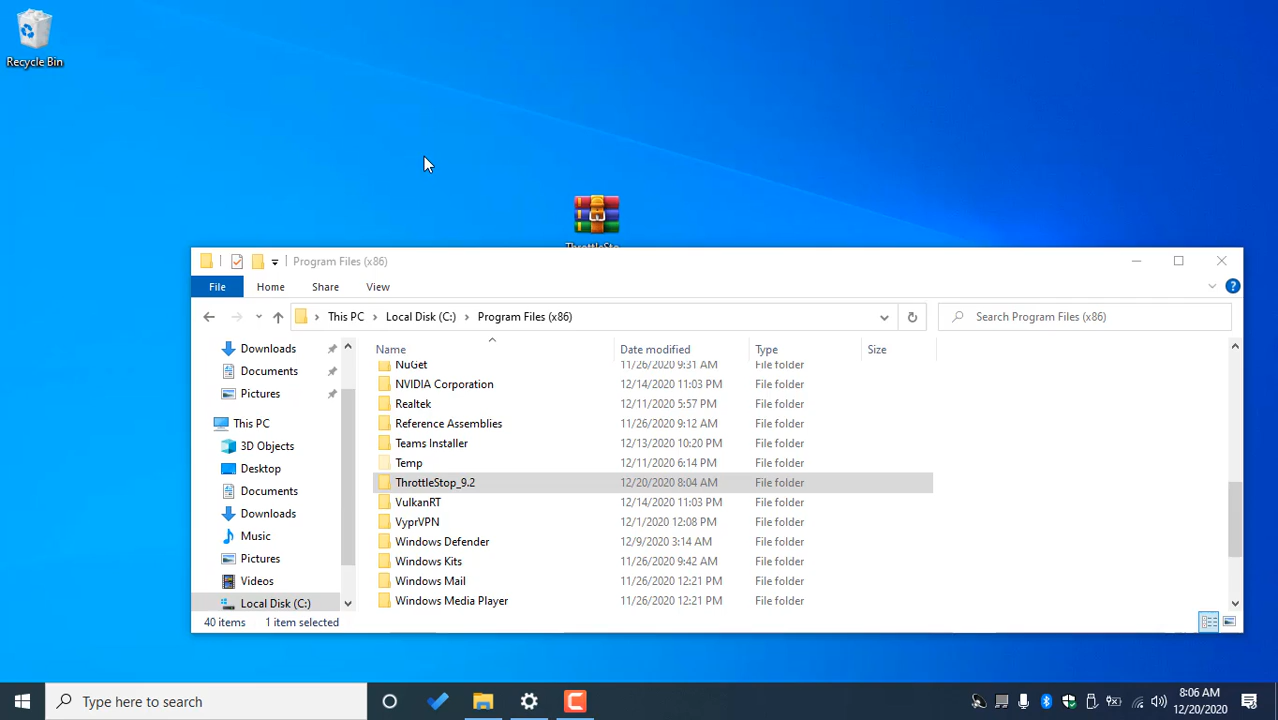 Recycle Bin
ThrottleSto
Program Files (x86)
File Home Share View
This PC Local Disk (C:) Program Files (x86)
Search Program Files (x86)
Downloads
Documents
Pictures
This PC
3D Objects
Desktop
Documents
Downloads
Music
Pictures
Videos
Local Disk (C:)
Name Date modified Type Size
NuGet 11/26/2020 9:31 AM File folder
NVIDIA Corporation 12/14/2020 11:03 PM File folder
Realtek 12/11/2020 5:57 PM File folder
Reference Assemblies 11/26/2020 9:12 AM File folder
Teams Installer 12/13/2020 10:20 PM File folder
Temp 12/11/2020 6:14 PM File folder
ThrottleStop_9.2 12/20/2020 8:04 AM File folder
VulkanRT 12/14/2020 11:03 PM File folder
VyprVPN 12/1/2020 12:08 PM File folder
Windows Defender 12/9/2020 3:14 AM File folder
Windows Kits 11/26/2020 9:42 AM File folder
Windows Mail 11/26/2020 12:21 PM File folder
Windows Media Player 11/26/2020 12:21 PM File folder
40 items 1 item selected
Type here to search
8:06 AM
12/20/2020